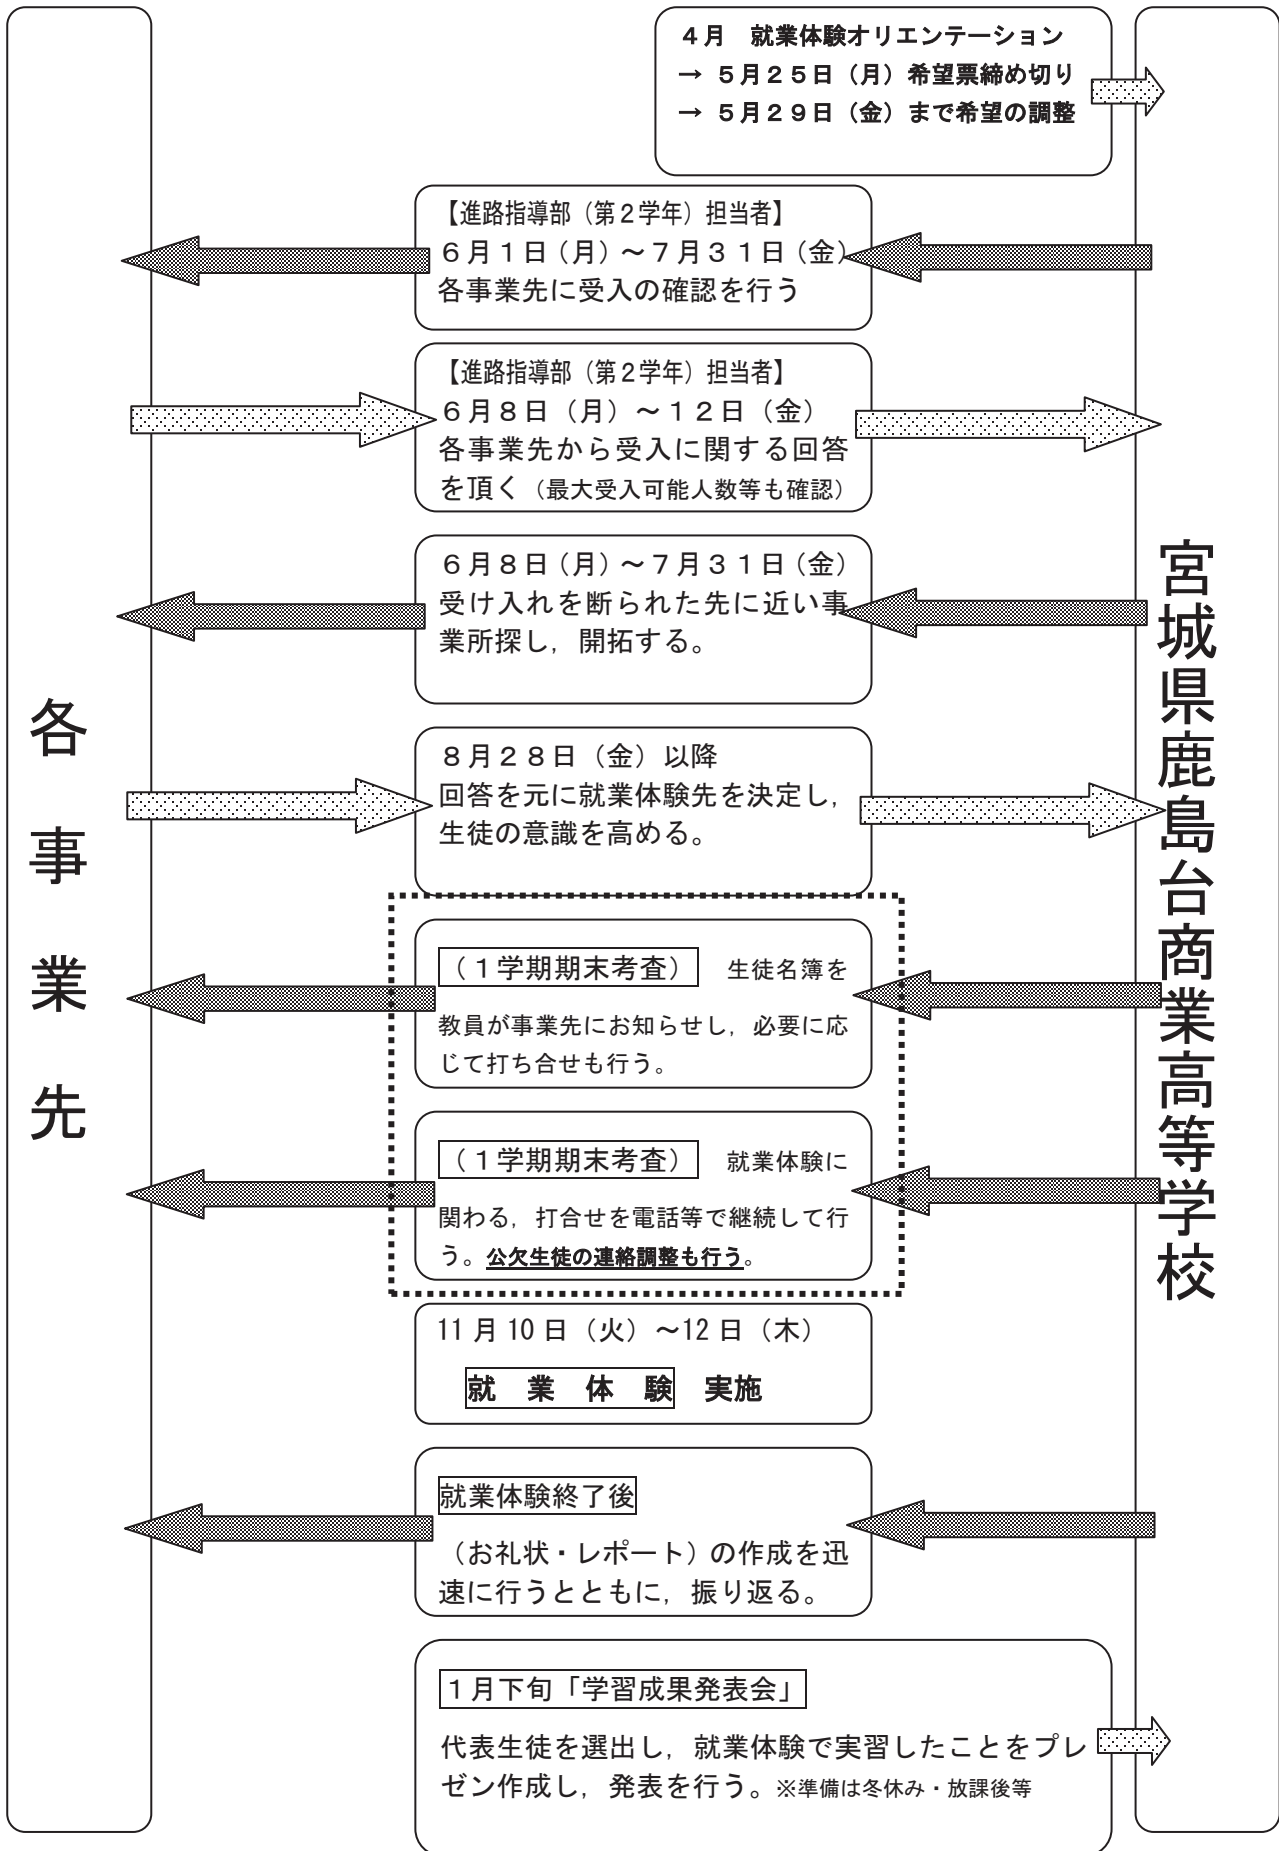 ４月　就業体験オリエンテーション
→ ５月２５日（月）希望票締め切り
→ ５月２９日（金）まで希望の調整
【進路指導部（第２学年）担当者】
６月１日（月）～７月３１日（金）
各事業先に受入の確認を行う
【進路指導部（第２学年）担当者】
６月８日（月）～１２日（金）
各事業先から受入に関する回答
を頂く（最大受入可能人数等も確認）
６月８日（月）～７月３１日（金）
受け入れを断られた先に近い事
業所探し，開拓する。
８月２８日（金）以降
回答を元に就業体験先を決定し，
生徒の意識を高める。
（１学期期末考査）　生徒名簿を
教員が事業先にお知らせし，必要に応
じて打ち合せも行う。
（１学期期末考査）　就業体験に
関わる，打合せを電話等で継続して行
う。公欠生徒の連絡調整も行う。
11 月 10 日（火）～12 日（木）
就　業　体　験　実施
就業体験終了後
（お礼状・レポート）の作成を迅
速に行うとともに，振り返る。
１月下旬「学習成果発表会」
代表生徒を選出し，就業体験で実習したことをプレ
ゼン作成し，発表を行う。※準備は冬休み・放課後等
各事業先
宮城県鹿島台商業高等学校